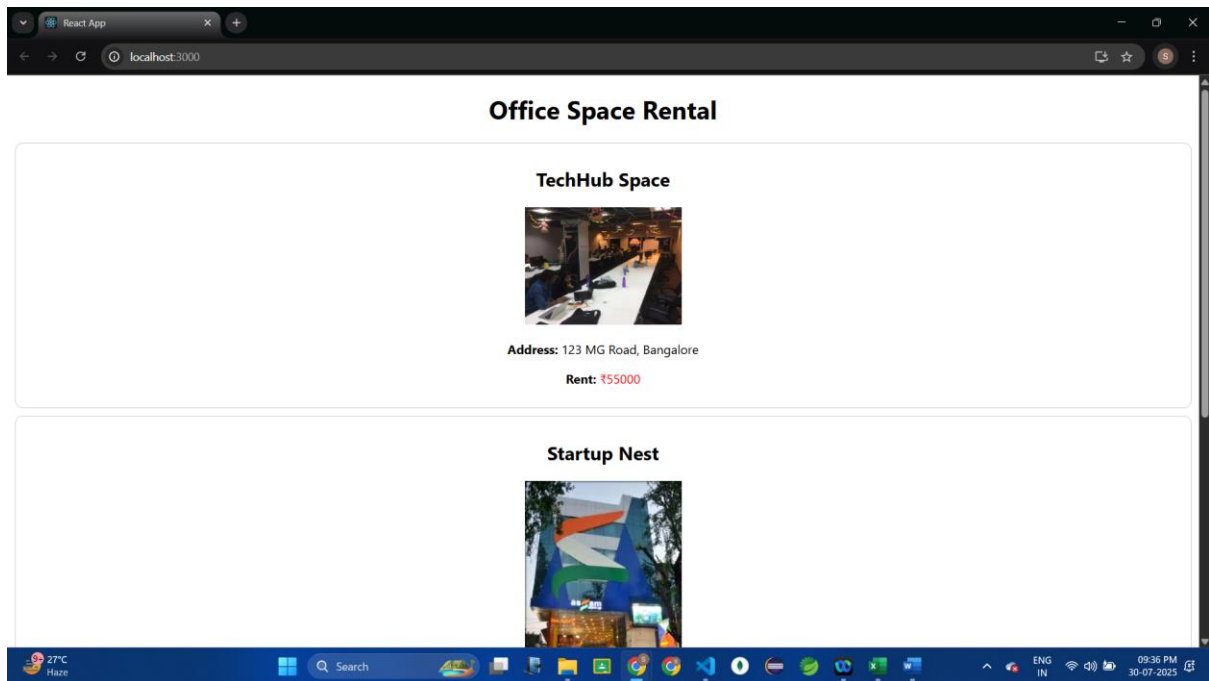 React App
localhost:3000
S
Office Space Rental
TechHub Space
Address: 123 MG Road, Bangalore
Rent: ₹55000
Startup Nest
9+
27°C
Haze
Search
ENG
IN
09:36 PM
30-07-2025